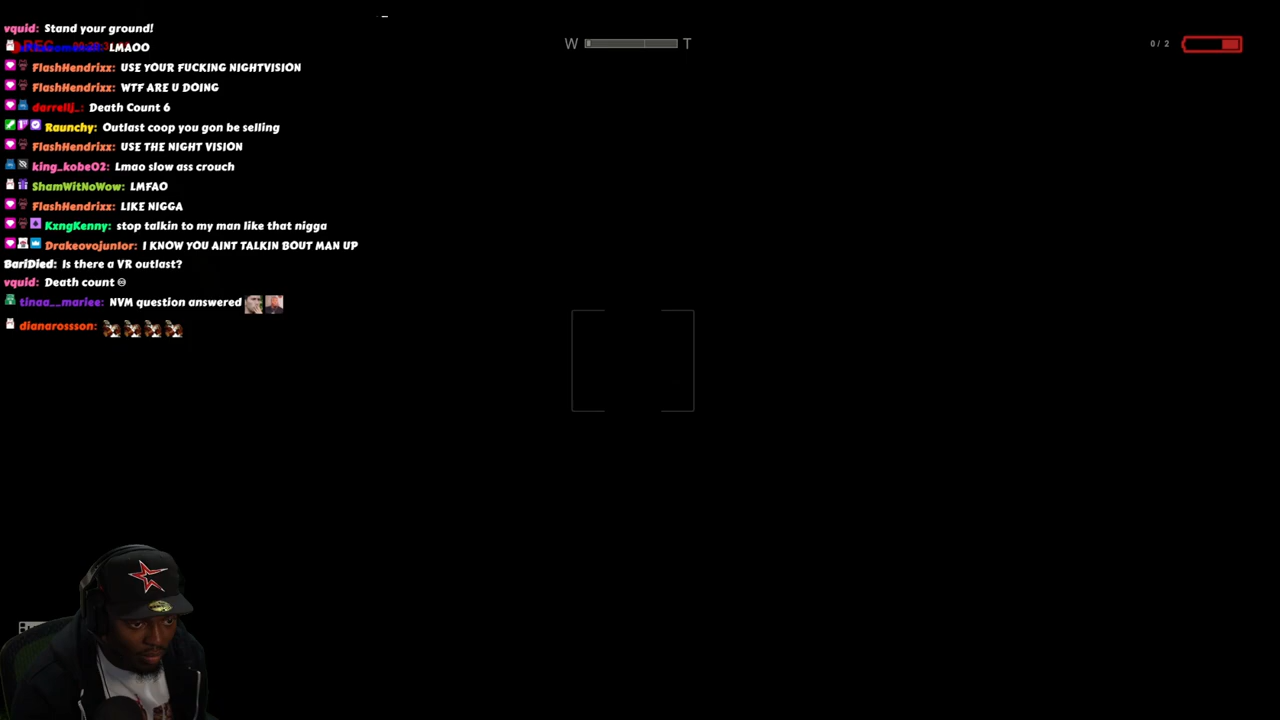 vquid: Stand your ground!
REC
LMAOO
W T
0 / 2
FlashHendrixx: USE YOUR FUCKING NIGHTVISION
FlashHendrixx: WTF ARE U DOING
darrellj_: Death Count 6
Raunchy: Outlast coop you gon be selling
FlashHendrixx: USE THE NIGHT VISION
king_kobe02: Lmao slow ass crouch
ShamWitNoWow: LMFAO
FlashHendrixx: LIKE NIGGA
KxngKenny: stop talkin to my man like that nigga
Drakeovojunior: I KNOW YOU AINT TALKIN BOUT MAN UP
BariDied: Is there a VR outlast?
vquid: Death count ♾
tinaa__mariee: NVM question answered
dianarossson: